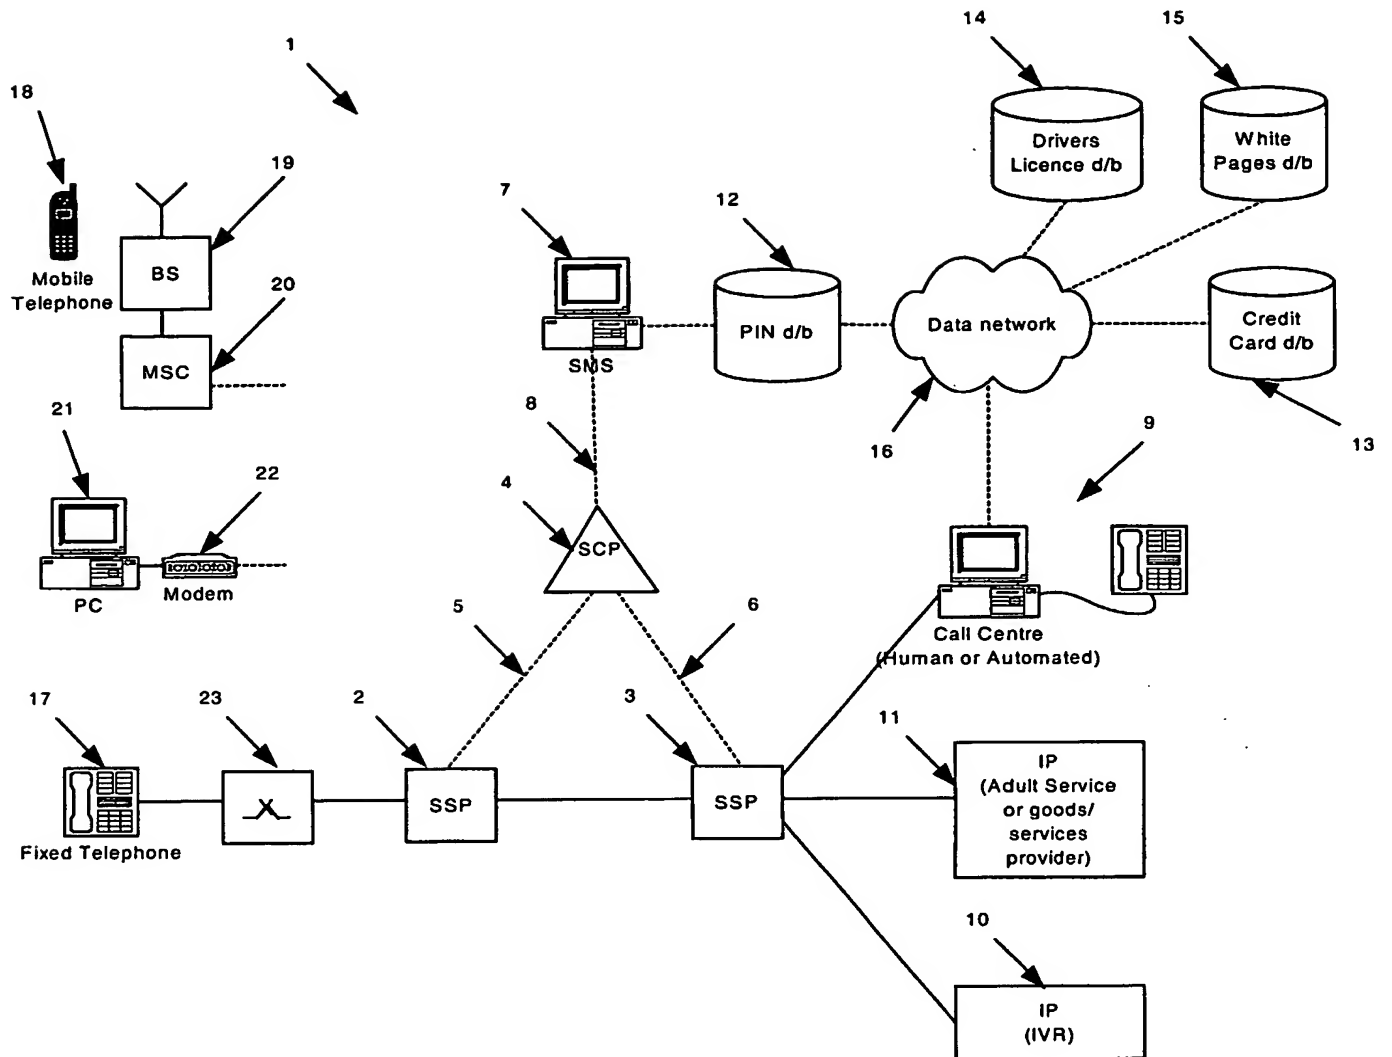 14
15
1
18
Drivers
Licence d/b
White
Pages d/b
19
7
12
BS
Mobile
Telephone
20
PIN d/b
Data network
Credit
Card d/b
MSC
SMS
21
8
16
9
13
22
4
SCP
PC
Modem
5
6
Call Centre
(Human or Automated)
17
23
2
3
11
IP
(Adult Service
or goods/
services
provider)
X
SSP
SSP
Fixed Telephone
10
IP
(IVR)